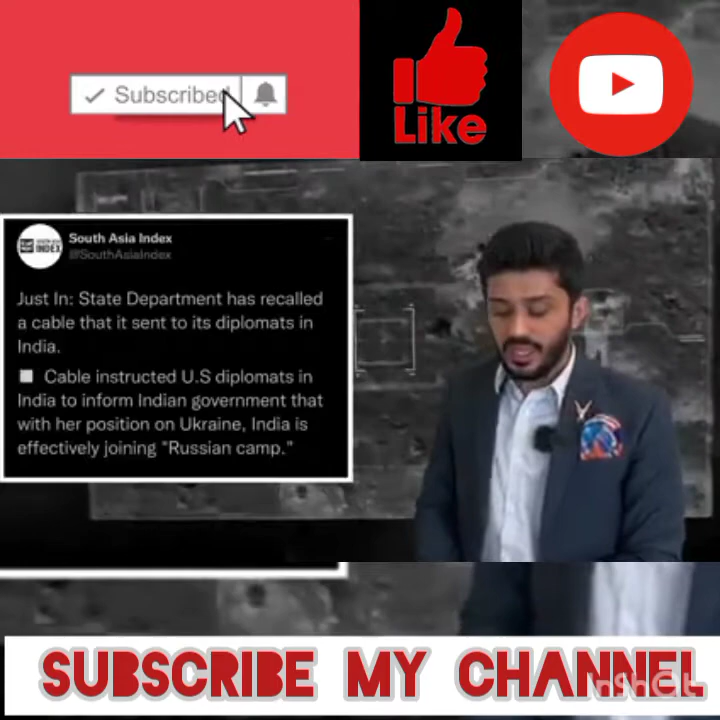 Subscribed
Like
South Asia Index
@SouthAsiaIndex
Just In: State Department has recalled
a cable that it sent to its diplomats in
India.
Cable instructed U.S diplomats in
India to inform Indian government that
with her position on Ukraine, India is
effectively joining "Russian camp."
SUBSCRIBE MY CHANNEL
InShOt